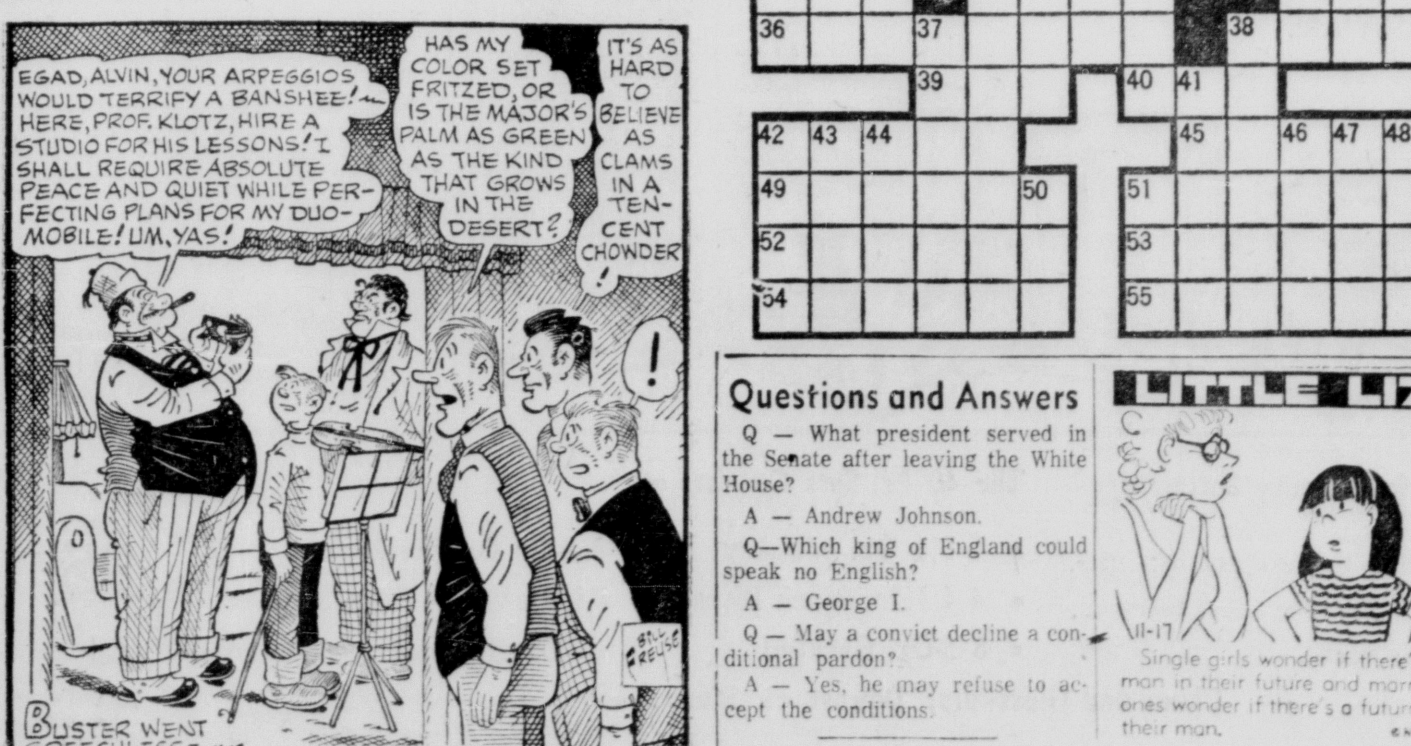 EGAD, ALVIN, YOUR ARPEGGIOS
WOULD TERRIFY A BANSHEE!~
HERE, PROF. KLOTZ, HIRE A
STUDIO FOR HIS LESSONS! I
SHALL REQUIRE ABSOLUTE
PEACE AND QUIET WHILE PER-
FECTING PLANS FOR MY DUO-
MOBILE! UM, YAS!
HAS MY
COLOR SET
FRITZED, OR
IS THE MAJOR'S
PALM AS GREEN
AS THE KIND
THAT GROWS
IN THE
DESERT?
IT'S AS
HARD
TO
BELIEVE
AS
CLAMS
IN A
TEN-
CENT
CHOWDER
!
!
BUSTER WENT
36 37 38
39 40 41
42 43 44 45 46 47 48
49 50 51
52 53
54 55
Questions and Answers
Q — What president served in
the Senate after leaving the White
House?
A — Andrew Johnson.
Q—Which king of England could
speak no English?
A — George I.
Q — May a convict decline a con-
ditional pardon?
A — Yes, he may refuse to ac-
cept the conditions.
LITTLE LIZ
11-17
Single girls wonder if there's
man in their future and marr
ones wonder if there's a futur
their man.